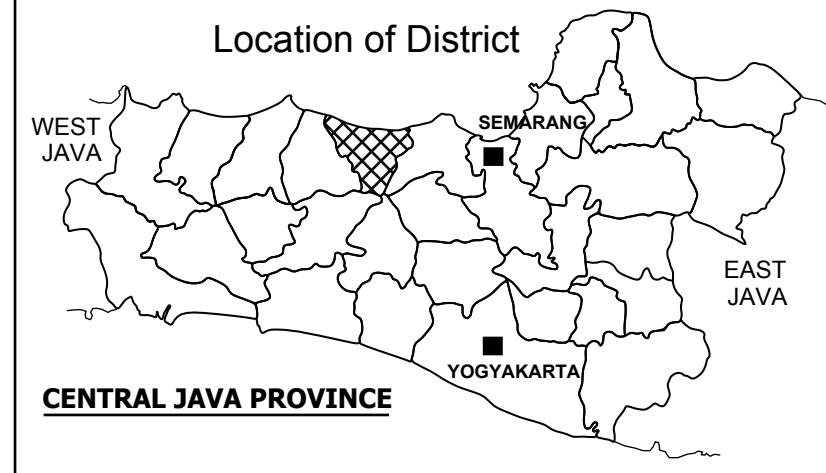 Location of District
SEMARANG
WEST
JAVA
EAST
JAVA
YOGYAKARTA
CENTRAL JAVA PROVINCE